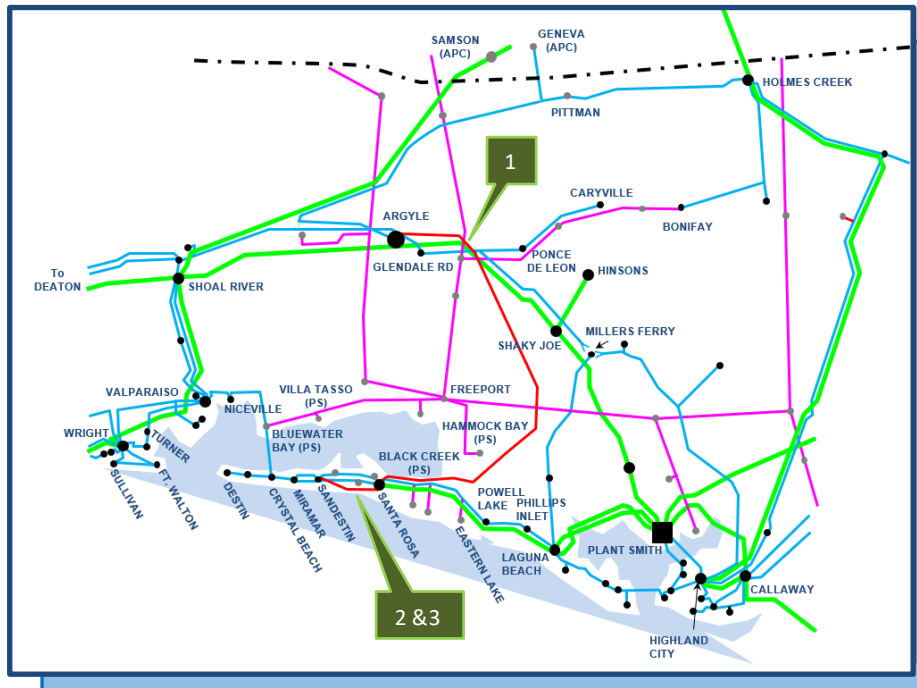 SAMSON
(APC)
GENEVA
(APC)
HOLMES CREEK
PITTMAN
1
CARYVILLE
ARGYLE
BONIFAY
PONCE
DE LEON
GLENDALE RD
HINSONS
To
DEATON
SHOAL RIVER
MILLERS FERRY
SHAKY JOE
VALPARAISO
VILLA TASSO
(PS)
FREEPORT
NICEVILLE
WRIGHT
TURNER
BLUEWATER
BAY (PS)
HAMMOCK BAY
(PS)
BLACK CREEK
(PS)
SULLIVAN
FT. WALTON
DESTIN
CRYSTAL BEACH
MIRAMAR
SANDESTIN
SANTA ROSA
POWELL
LAKE
PHILLIPS
INLET
EASTERN LAKE
LAGUNA
BEACH
PLANT SMITH
CALLAWAY
2 &3
HIGHLAND
CITY